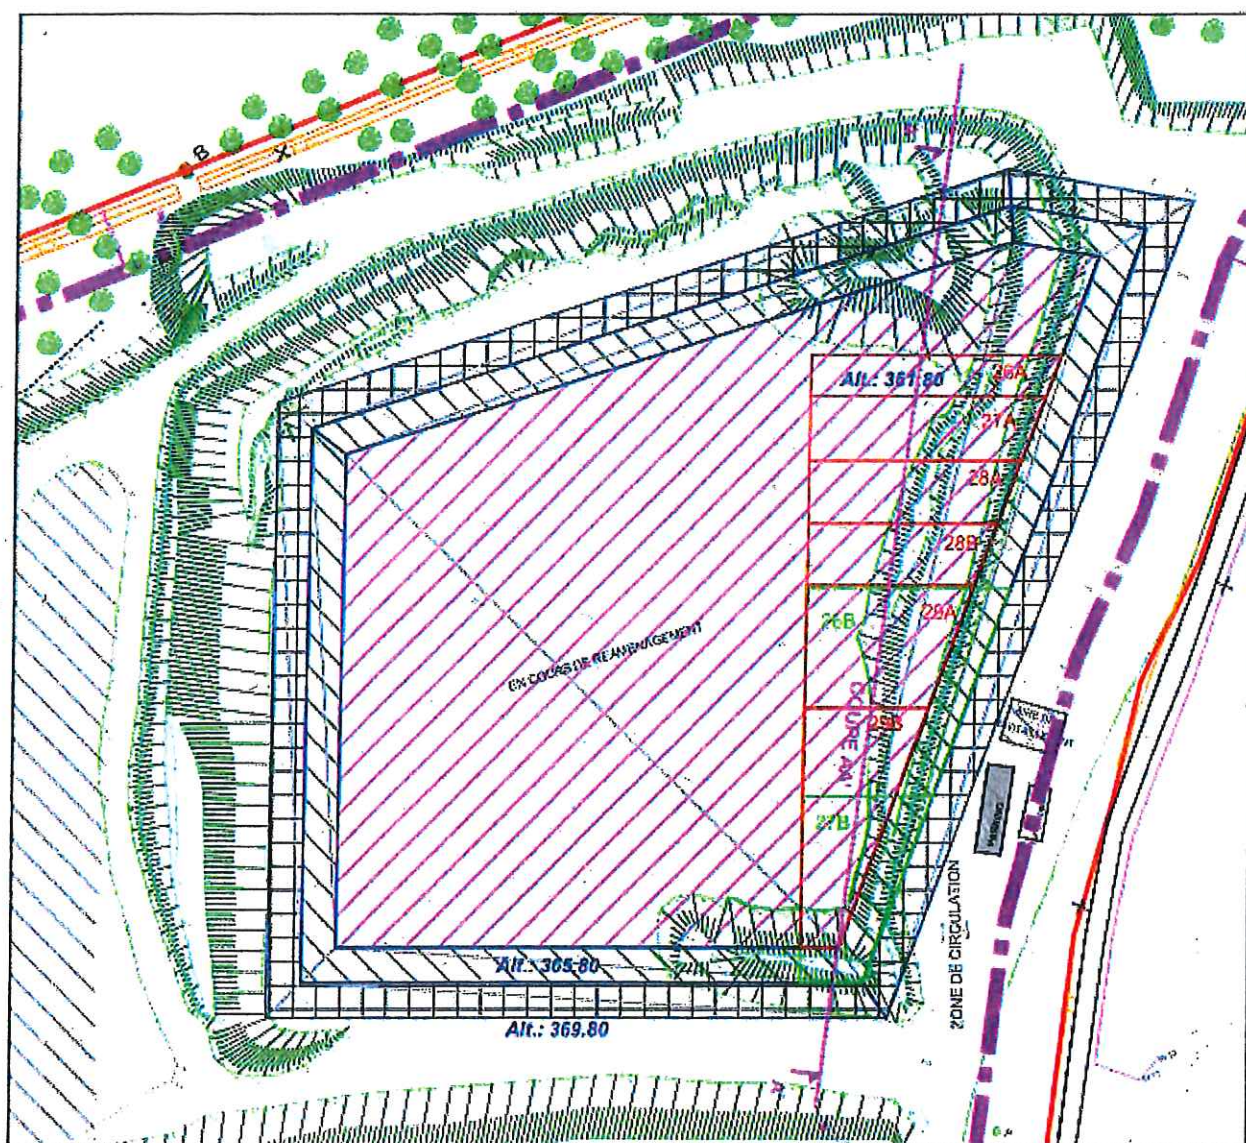 B
X
Alt.: 361.80
26A
27A
28A
28B
26B
29A
EN COURS DE REAMENAGEMENT
COUPE AA'
29B
27B
ZONE DE CIRCULATION
Alt.: 365.80
Alt.: 369.80